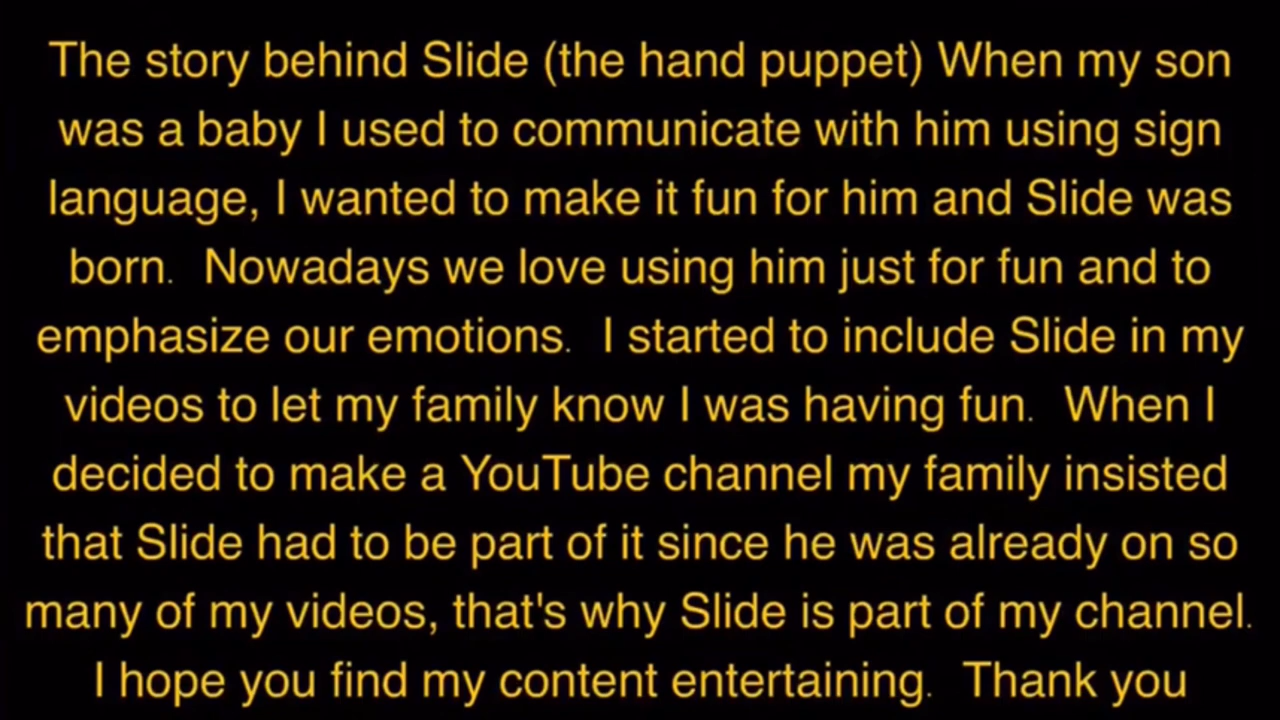 The story behind Slide (the hand puppet) When my son
was a baby I used to communicate with him using sign
language, I wanted to make it fun for him and Slide was
born.  Nowadays we love using him just for fun and to
emphasize our emotions.  I started to include Slide in my
videos to let my family know I was having fun.  When I
decided to make a YouTube channel my family insisted
that Slide had to be part of it since he was already on so
many of my videos, that's why Slide is part of my channel.
I hope you find my content entertaining.  Thank you